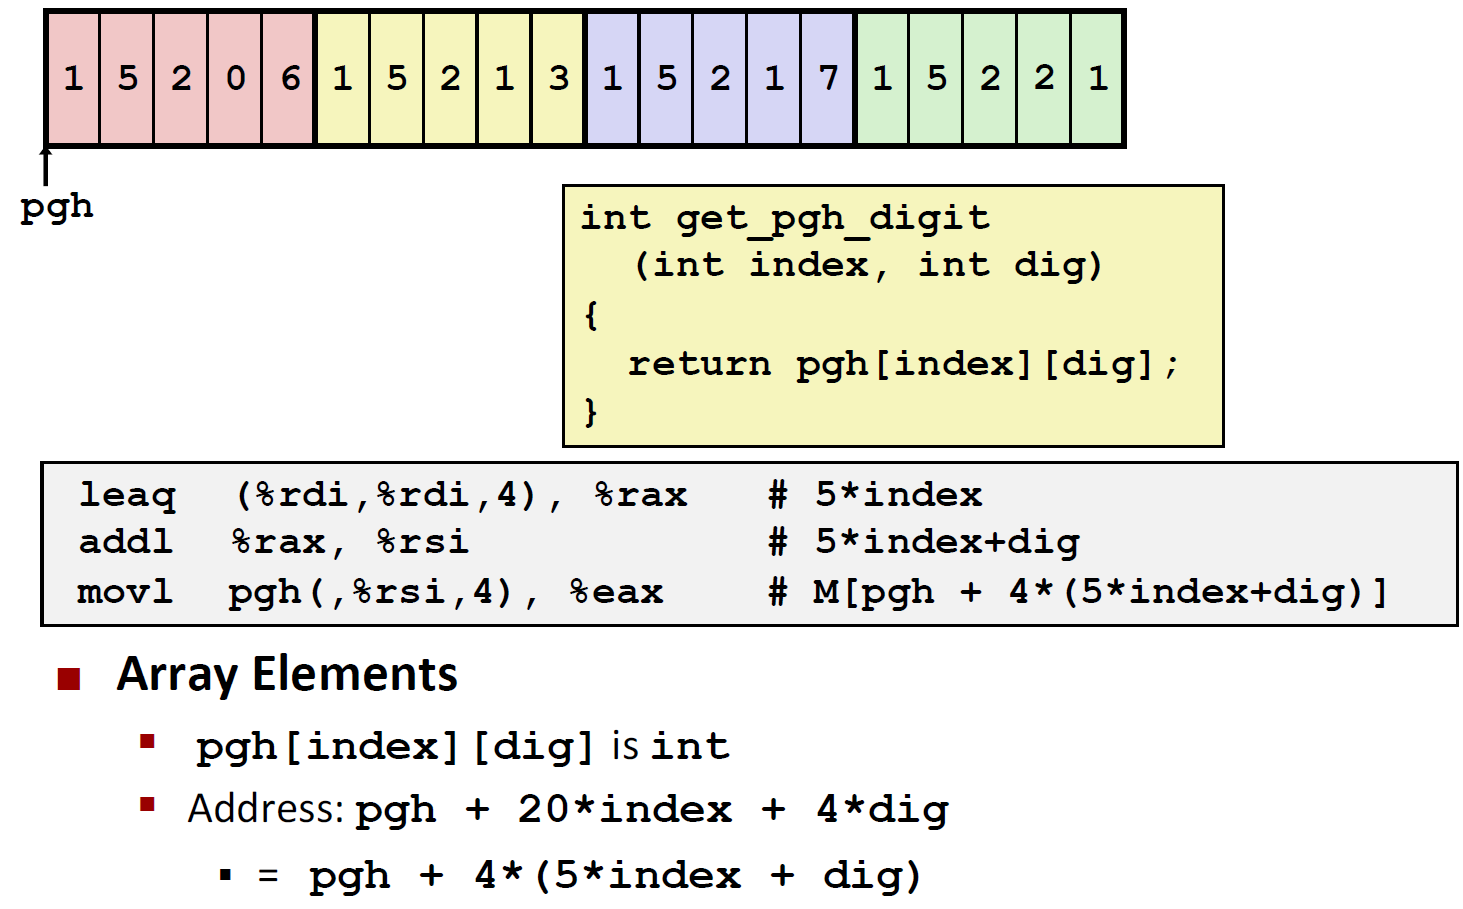 1 5 2 0 6 1 5 2 1 3 1 5 2 1 7 1 5 2 2 1
pgh
int get_pgh_digit
(int index, int dig)
{
return pgh[index][dig];
}
leaq (%rdi,%rdi,4), %rax # 5*index
addl %rax, %rsi # 5*index+dig
movl pgh(,%rsi,4), %eax # M[pgh + 4*(5*index+dig)]
■ Array Elements
▪ pgh[index][dig] is int
▪ Address: pgh + 20*index + 4*dig
▪ = pgh + 4*(5*index + dig)